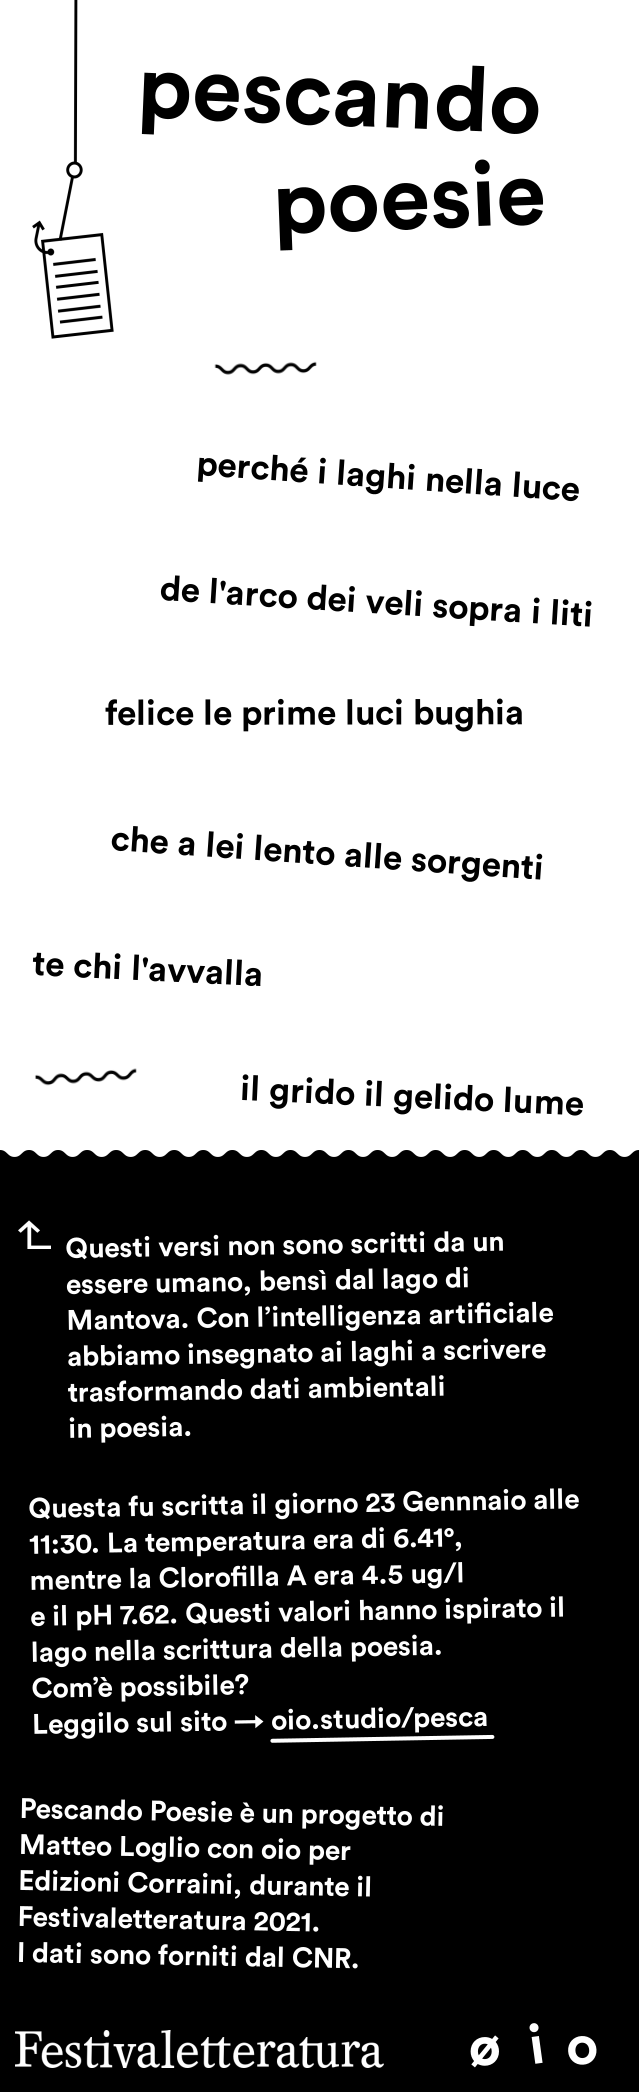 pescando
poesie
perché i laghi nella luce
de l'arco dei veli sopra i liti
felice le prime luci bughia
che a lei lento alle sorgenti
te chi l'avvalla
il grido il gelido lume
Questi versi non sono scritti da un
essere umano, bensì dal lago di
Mantova. Con l’intelligenza artificiale
abbiamo insegnato ai laghi a scrivere
trasformando dati ambientali
in poesia.
Questa fu scritta il giorno 23 Gennnaio alle
11:30. La temperatura era di 6.41°,
mentre la Clorofilla A era 4.5 ug/l
e il pH 7.62. Questi valori hanno ispirato il
lago nella scrittura della poesia.
Com’è possibile?
Leggilo sul sito → oio.studio/pesca
Pescando Poesie è un progetto di
Matteo Loglio con oio per
Edizioni Corraini, durante il
Festivaletteratura 2021.
I dati sono forniti dal CNR.
Festivaletteratura ø i o